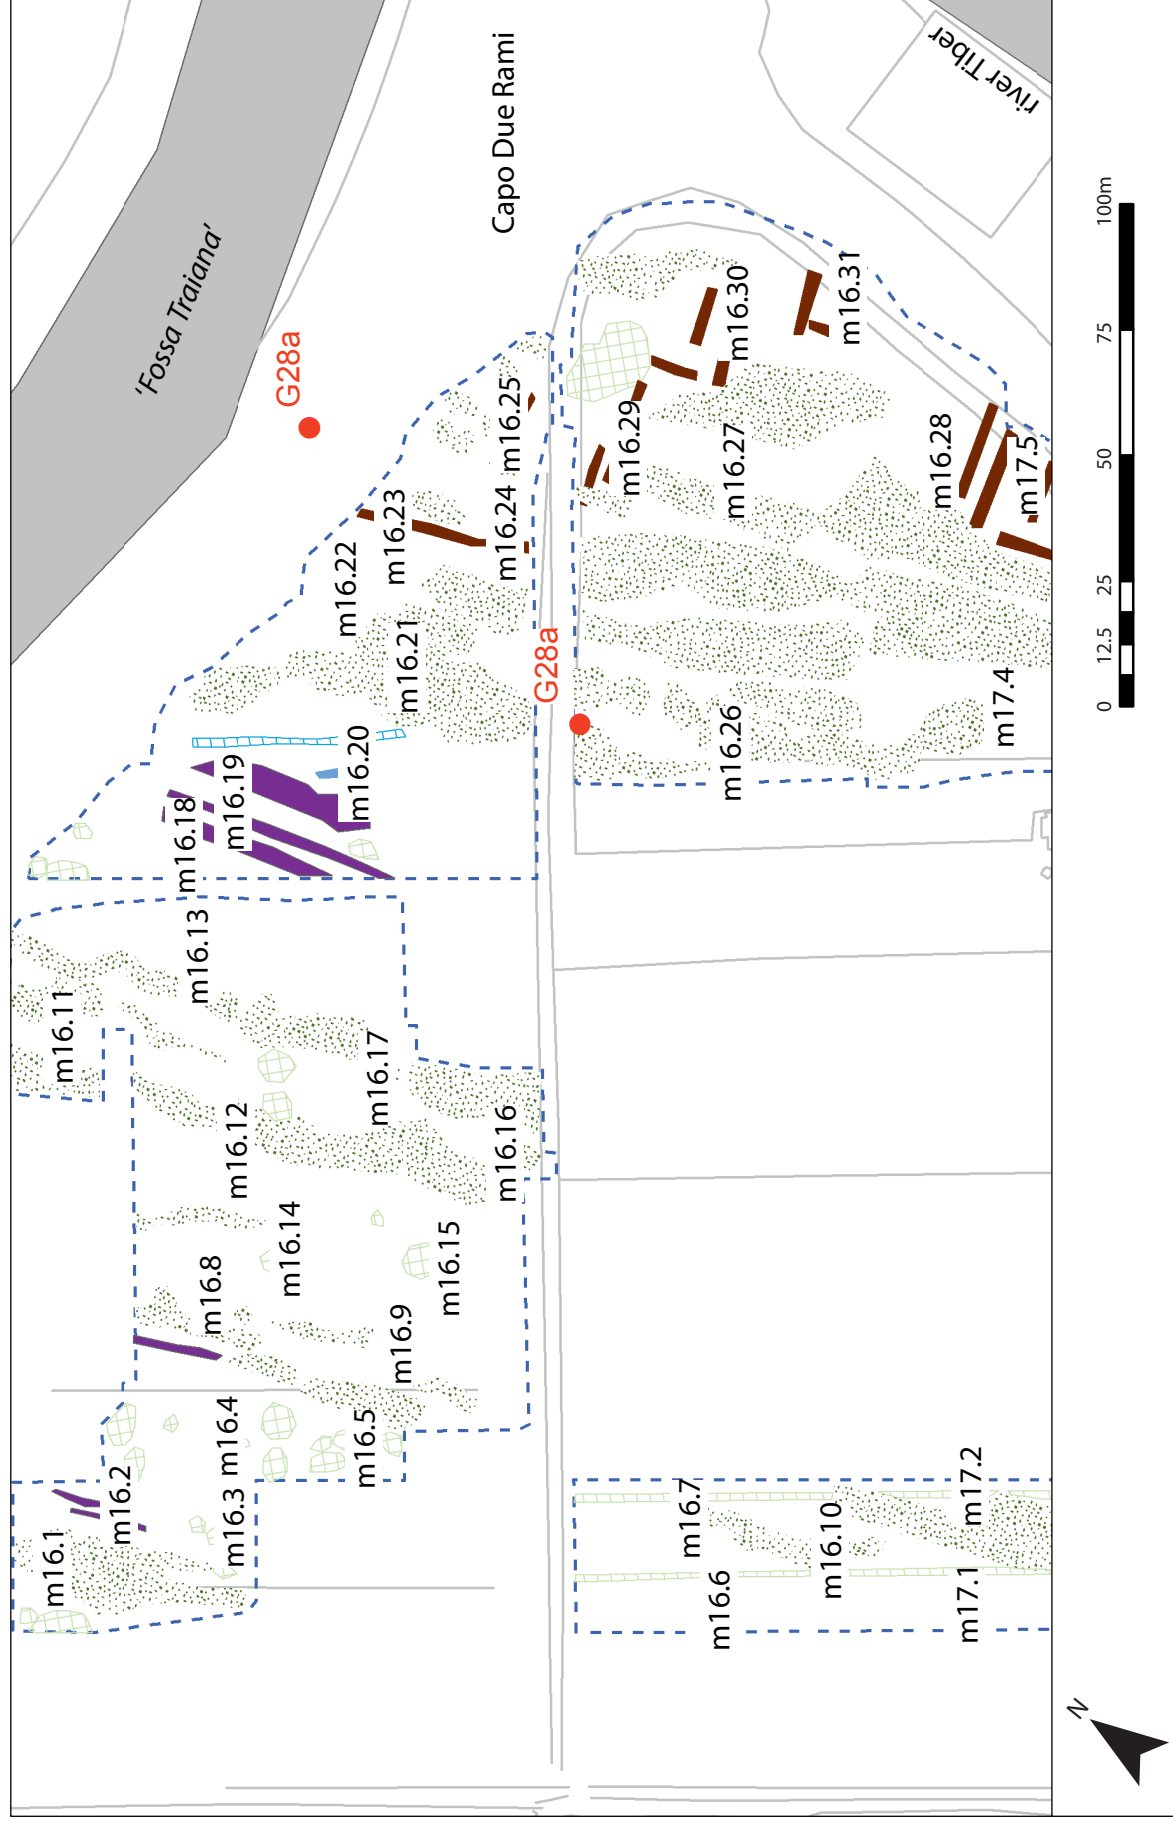 'Fossa Traiana'
river Tiber
Capo Due Rami
G28a
G28a
m16.1
m16.2
m16.3
m16.4
m16.5
m16.6
m16.7
m16.8
m16.9
m16.10
m16.11
m16.12
m16.13
m16.14
m16.15
m16.16
m16.17
m16.18
m16.19
m16.20
m16.21
m16.22
m16.23
m16.24
m16.25
m16.26
m16.27
m16.28
m16.29
m16.30
m16.31
m17.1
m17.2
m17.4
m17.5
N
0 12.5 25 50 75 100m